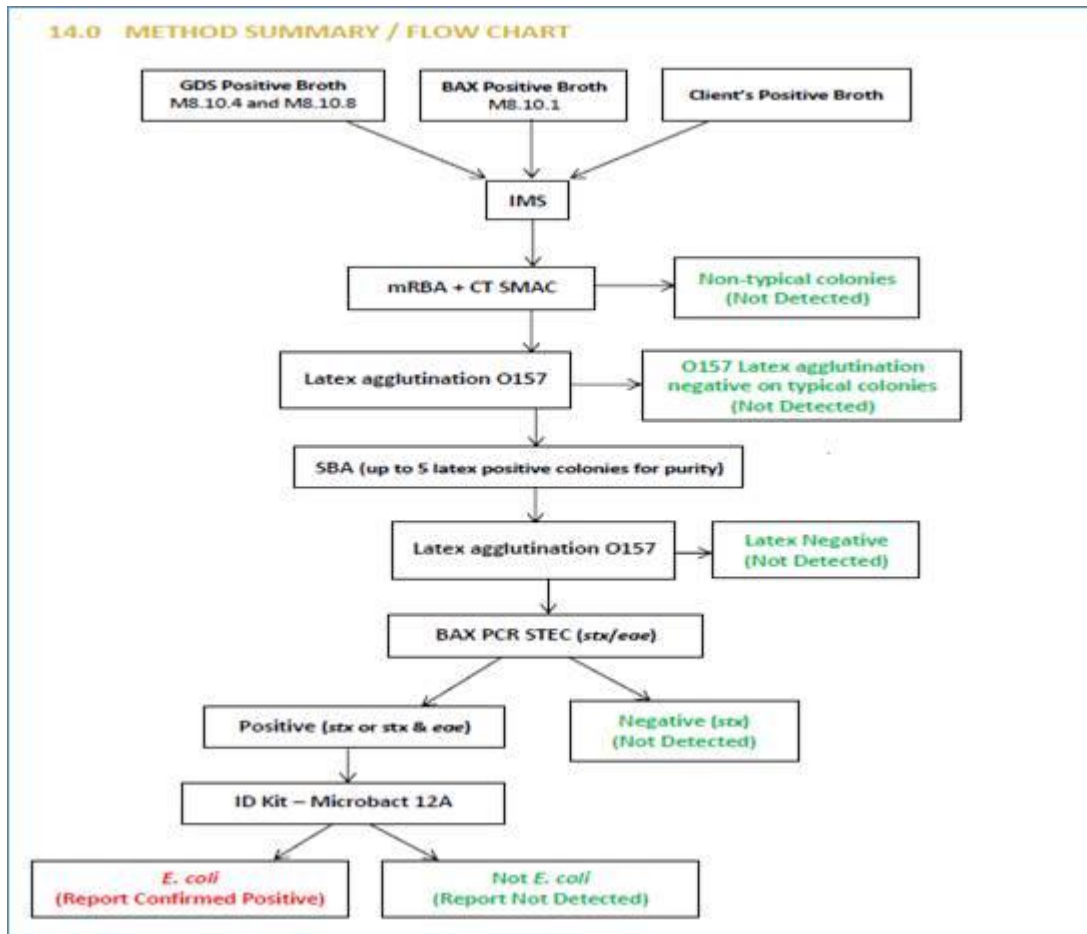 14.0 METHOD SUMMARY / FLOW CHART
GDS Positive Broth
M8.10.4 and M8.10.8
BAX Positive Broth
M8.10.1
Client's Positive Broth
IMS
mRBA + CT SMAC
Non-typical colonies
(Not Detected)
Latex agglutination O157
O157 Latex agglutination
negative on typical colonies
(Not Detected)
SBA (up to 5 latex positive colonies for purity)
Latex agglutination O157
Latex Negative
(Not Detected)
BAX PCR STEC (stx/eae)
Positive (stx or stx & eae)
Negative (stx)
(Not Detected)
ID Kit – Microbact 12A
E. coli
(Report Confirmed Positive)
Not E. coli
(Report Not Detected)